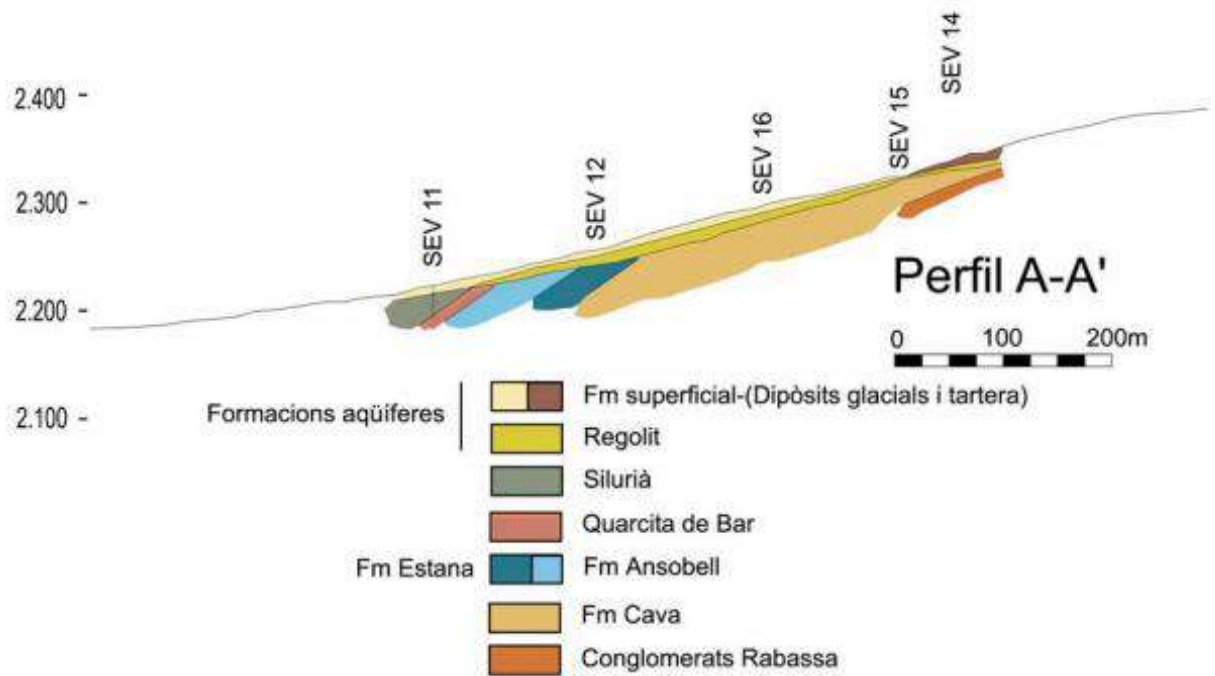 SEV 14
2.400 -
SEV 15
SEV 16
SEV 12
2.300 -
SEV 11
Perfil A-A'
2.200 -
0 100 200m
Fm superficial-(Dipòsits glacials i tartera)
2.100 -
Formacions aqüíferes
Regolit
Silurià
Quarcita de Bar
Fm Estana
Fm Ansobell
Fm Cava
Conglomerats Rabassa